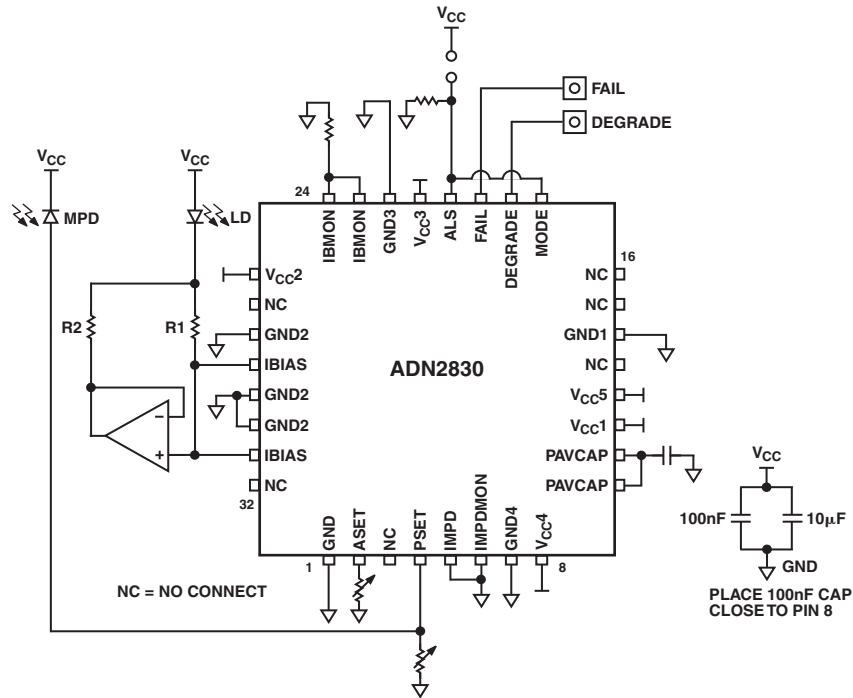 VCC
FAIL
DEGRADE
VCC
VCC
MPD
LD
24
IBMON
IBMON
GND3
VCC3
ALS
FAIL
DEGRADE
MODE
16
VCC2
NC
GND2
IBIAS
GND2
GND2
IBIAS
NC
32
R2
R1
−
+
ADN2830
NC
NC
GND1
NC
VCC5
VCC1
PAVCAP
PAVCAP
1
GND
ASET
NC
PSET
IMPD
IMPDMON
GND4
VCC4
8
NC = NO CONNECT
VCC
100nF
10μF
GND
PLACE 100nF CAP
CLOSE TO PIN 8